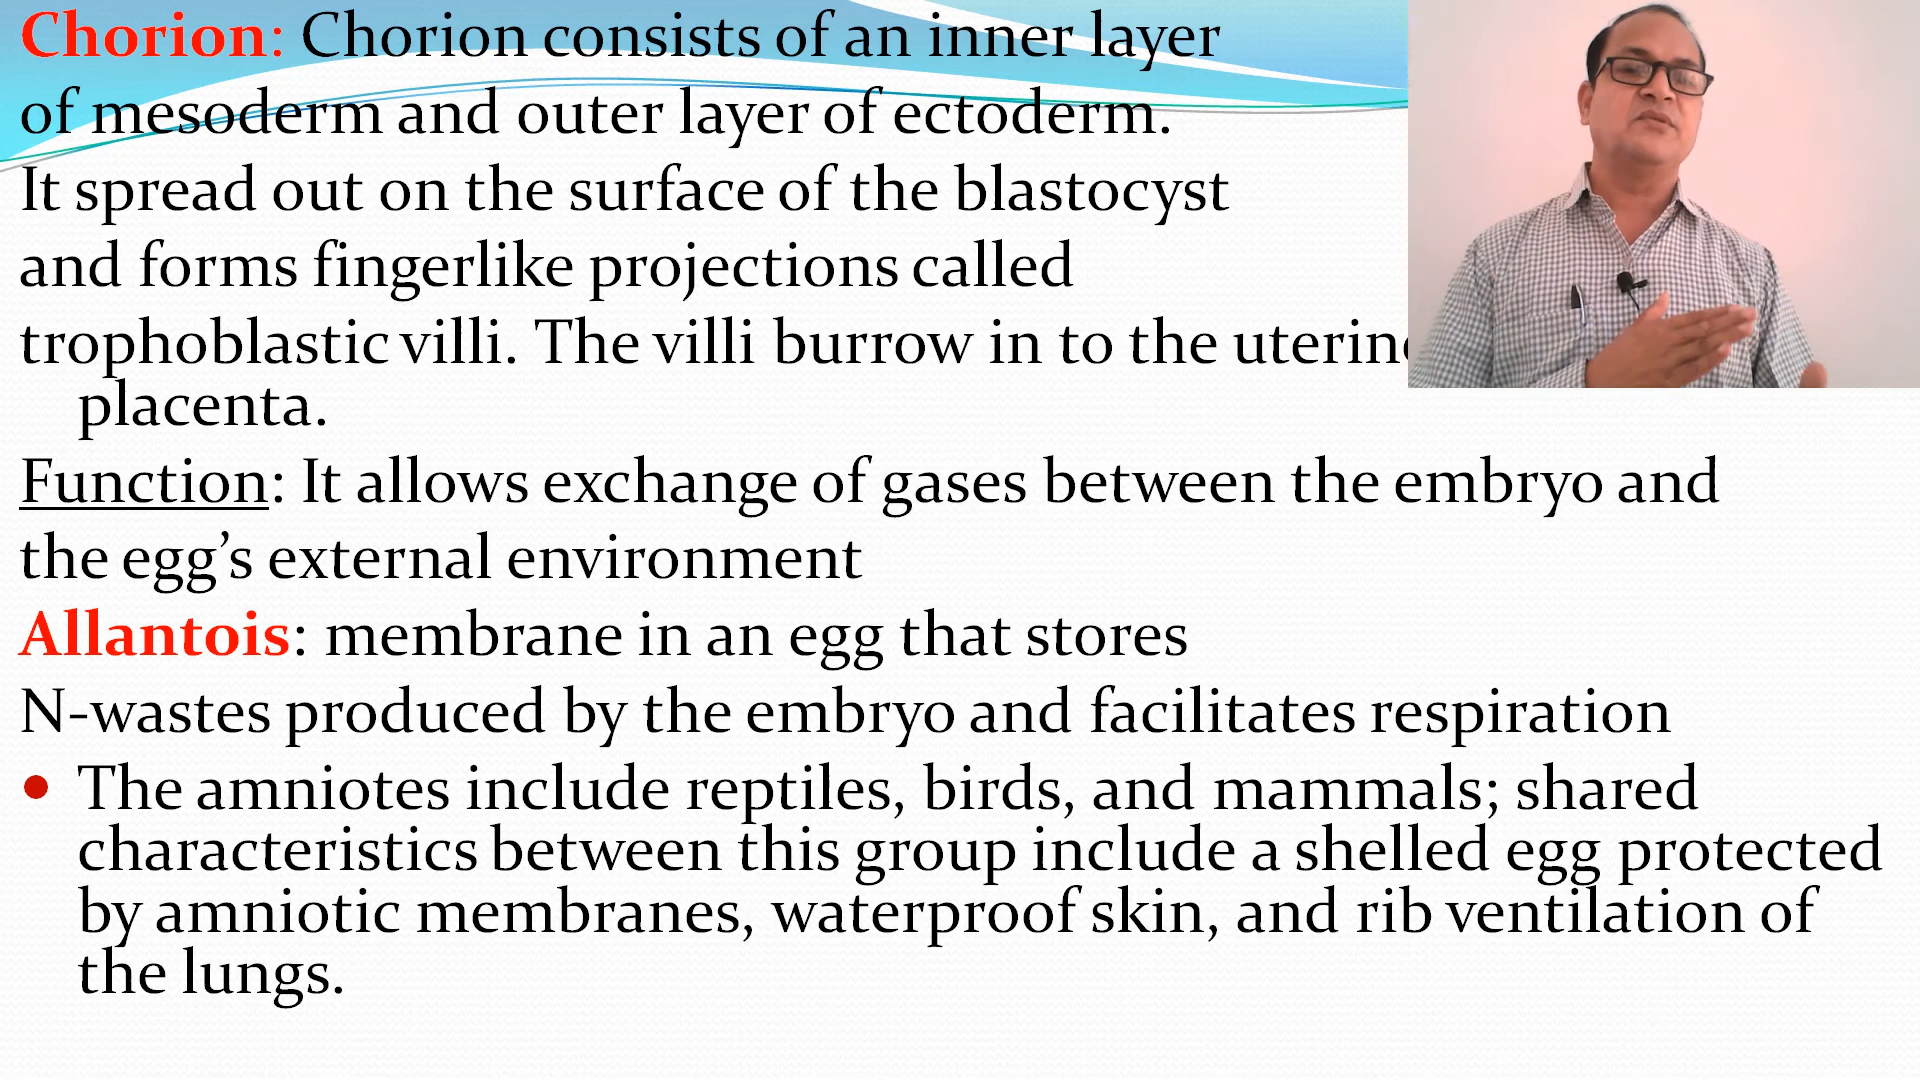 Chorion: Chorion consists of an inner layer
of mesoderm and outer layer of ectoderm.
It spread out on the surface of the blastocyst
and forms fingerlike projections called
trophoblastic villi. The villi burrow in to the
placenta.
Function: It allows exchange of gases between the embryo and
the egg’s external environment
Allantois: membrane in an egg that stores
N-wastes produced by the embryo and facilitates respiration
• The amniotes include reptiles, birds, and mammals; shared
characteristics between this group include a shelled egg protected
by amniotic membranes, waterproof skin, and rib ventilation of
the lungs.